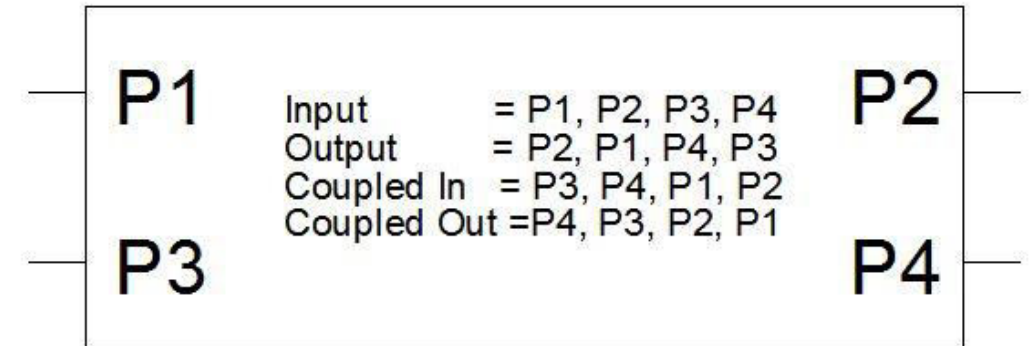 P1
P2
Input = P1, P2, P3, P4
Output = P2, P1, P4, P3
Coupled In = P3, P4, P1, P2
Coupled Out =P4, P3, P2, P1
P3
P4